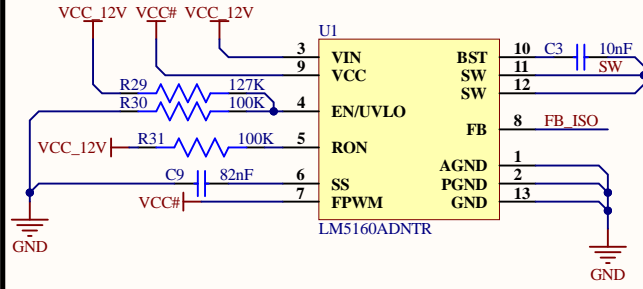 VCC_12V VCC# VCC_12V
U1
3 VIN BST 10 C3 10nF
9 VCC SW 11 SW
SW 12
R29 127K
R30 100K 4 EN/UVLO
FB 8 FB_ISO
VCC_12V R31 100K 5 RON
AGND 1
C9 82nF 6 SS PGND 2
VCC# 7 FPWM GND 13
LM5160ADNTR
GND
GND